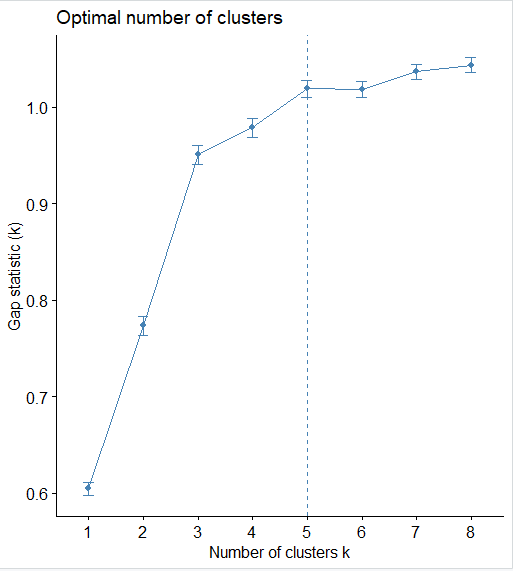 Optimal number of clusters
Gap statistic (k)
1.0
0.9
0.8
0.7
0.6
1 2 3 4 5 6 7 8
Number of clusters k